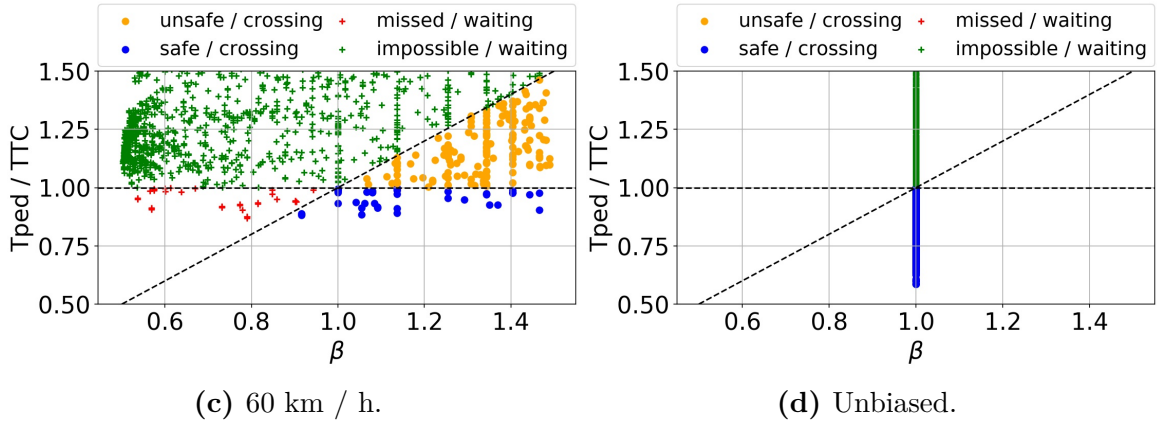 unsafe / crossing
missed / waiting
safe / crossing
impossible / waiting
1.50
1.25
1.00
0.75
0.50
Tped / TTC
0.6 0.8 1.0 1.2 1.4
β
(c) 60 km / h.
unsafe / crossing
missed / waiting
safe / crossing
impossible / waiting
1.50
1.25
1.00
0.75
0.50
Tped / TTC
0.6 0.8 1.0 1.2 1.4
β
(d) Unbiased.